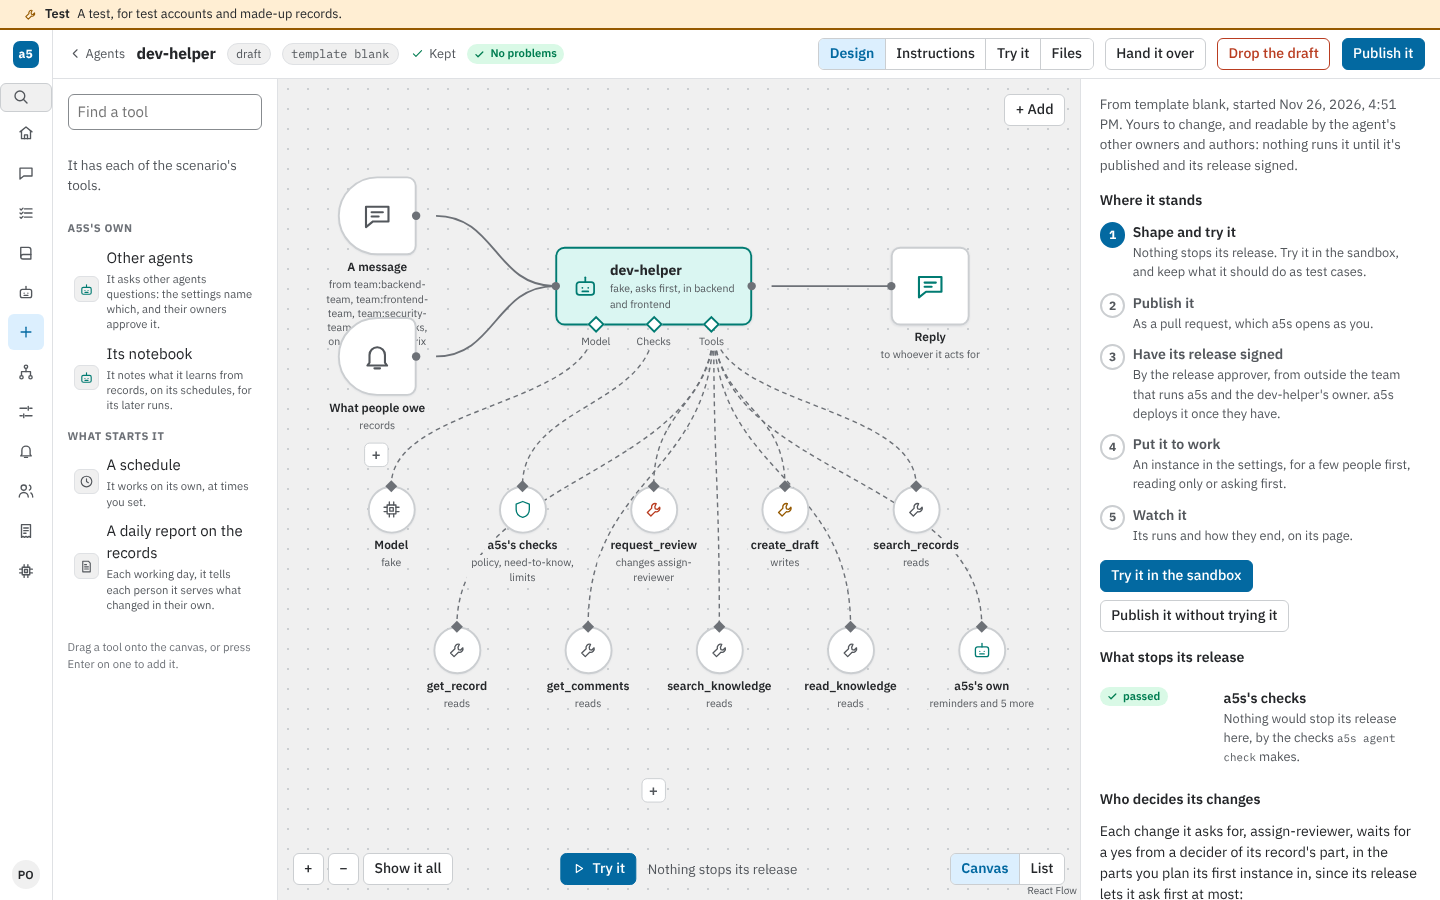 Test A test, for test accounts and made-up records.
a5
Agents dev-helper draft template blank Kept No problems
Design Instructions Try it Files Hand it over Drop the draft Publish it
Find a tool
It has each of the scenario's
tools.
A5S'S OWN
Other agents
It asks other agents
questions: the settings name
which, and their owners
approve it.
Its notebook
It notes what it learns from
records, on its schedules, for
its later runs.
WHAT STARTS IT
A schedule
It works on its own, at times
you set.
A daily report on the
records
Each working day, it tells
each person it serves what
changed in their own.
Drag a tool onto the canvas, or press
Enter on one to add it.
PO
+ Add
A message
from team:backend-
team, team:frontend-
team, team:security-
What people owe
records
+
dev-helper
fake, asks first, in backend
and frontend
Model Checks Tools
Reply
to whoever it acts for
Model
fake
a5s's checks
policy, need-to-know,
limits
request_review
changes assign-
reviewer
create_draft
writes
search_records
reads
get_record
reads
get_comments
reads
search_knowledge
reads
read_knowledge
reads
a5s's own
reminders and 5 more
+
+ − Show it all
Try it Nothing stops its release
Canvas List
React Flow
From template blank, started Nov 26, 2026, 4:51
PM. Yours to change, and readable by the agent's
other owners and authors: nothing runs it until it's
published and its release signed.
Where it stands
1 Shape and try it
Nothing stops its release. Try it in the sandbox,
and keep what it should do as test cases.
2 Publish it
As a pull request, which a5s opens as you.
3 Have its release signed
By the release approver, from outside the team
that runs a5s and the dev-helper's owner. a5s
deploys it once they have.
4 Put it to work
An instance in the settings, for a few people first,
reading only or asking first.
5 Watch it
Its runs and how they end, on its page.
Try it in the sandbox
Publish it without trying it
What stops its release
passed a5s's checks
Nothing would stop its release
here, by the checks a5s agent
check makes.
Who decides its changes
Each change it asks for, assign-reviewer, waits for
a yes from a decider of its record's part, in the
parts you plan its first instance in, since its release
lets it ask first at most: